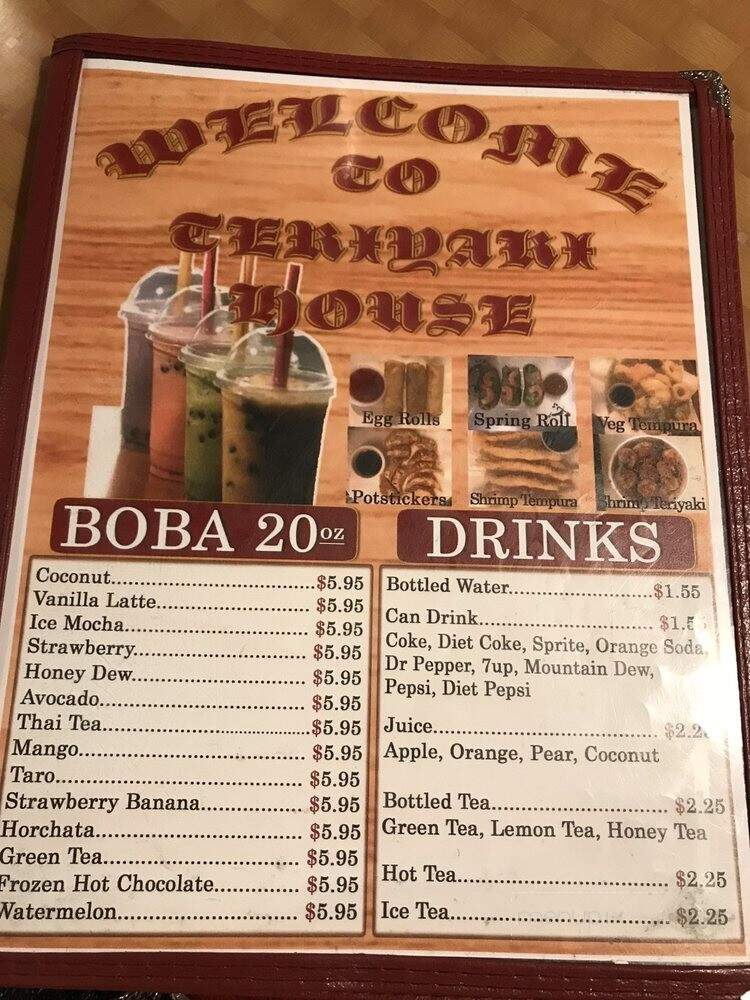 WELCOME
TO
TERIYAKI
HOUSE
Egg Rolls
Spring Roll
Veg Tempura
Potstickers
Shrimp Tempura
Shrimp Teriyaki
BOBA 20oz
Coconut..............................$5.95
Vanilla Latte....................... $5.95
Ice Mocha........................... $5.95
Strawberry.......................... $5.95
Honey Dew......................... $5.95
Avocado.............................. $5.95
Thai Tea..............................$5.95
Mango................................. $5.95
Taro..................................... $5.95
Strawberry Banana............... $5.95
Horchata.............................. $5.95
Green Tea............................ $5.95
Frozen Hot Chocolate............. $5.95
Watermelon.......................... $5.95
DRINKS
Bottled Water.....................$1.55
Can Drink.......................... 
Coke, Diet Coke, Sprite, Orange Soda,
Dr Pepper, 7up, Mountain Dew,
Pepsi, Diet Pepsi
Juice.................................. 
Apple, Orange, Pear, Coconut
Bottled Tea......................... $2.25
Green Tea, Lemon Tea, Honey Tea
Hot Tea.............................. $2.25
Ice Tea............................... $2.25